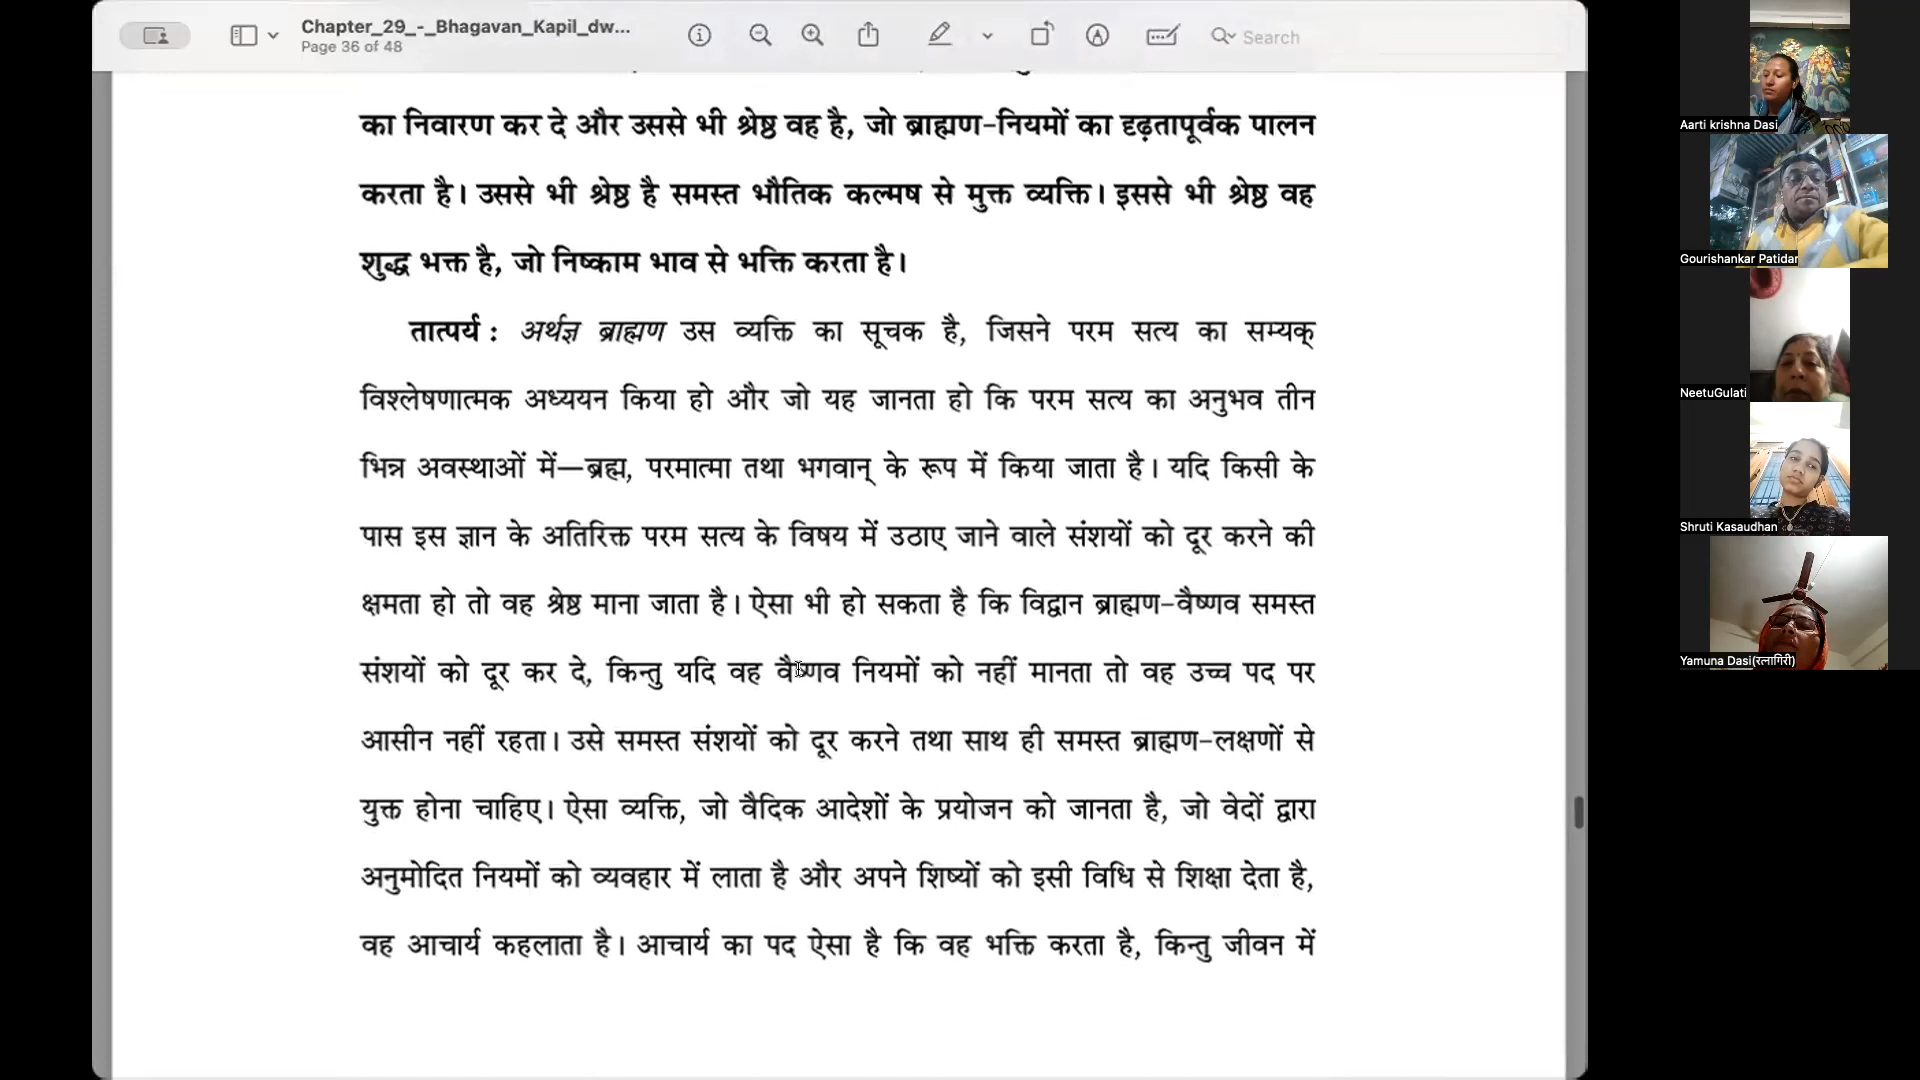 Chapter_29_-_Bhagavan_Kapil_dw...
Page 36 of 48
Search
का निवारण कर दे और उससे भी श्रेष्ठ वह है, जो ब्राह्मण-नियमों का दृढ़तापूर्वक पालन
करता है। उससे भी श्रेष्ठ है समस्त भौतिक कल्मष से मुक्त व्यक्ति। इससे भी श्रेष्ठ वह
शुद्ध भक्त है, जो निष्काम भाव से भक्ति करता है।
तात्पर्य : अर्थज्ञ ब्राह्मण उस व्यक्ति का सूचक है, जिसने परम सत्य का सम्यक्
विश्लेषणात्मक अध्ययन किया हो और जो यह जानता हो कि परम सत्य का अनुभव तीन
भिन्न अवस्थाओं में—ब्रह्म, परमात्मा तथा भगवान् के रूप में किया जाता है। यदि किसी के
पास इस ज्ञान के अतिरिक्त परम सत्य के विषय में उठाए जाने वाले संशयों को दूर करने की
क्षमता हो तो वह श्रेष्ठ माना जाता है। ऐसा भी हो सकता है कि विद्वान ब्राह्मण-वैष्णव समस्त
संशयों को दूर कर दे, किन्तु यदि वह वैष्णव नियमों को नहीं मानता तो वह उच्च पद पर
आसीन नहीं रहता। उसे समस्त संशयों को दूर करने तथा साथ ही समस्त ब्राह्मण-लक्षणों से
युक्त होना चाहिए। ऐसा व्यक्ति, जो वैदिक आदेशों के प्रयोजन को जानता है, जो वेदों द्वारा
अनुमोदित नियमों को व्यवहार में लाता है और अपने शिष्यों को इसी विधि से शिक्षा देता है,
वह आचार्य कहलाता है। आचार्य का पद ऐसा है कि वह भक्ति करता है, किन्तु जीवन में
Aarti krishna Dasi
Gourishankar Patidar
NeetuGulati
Shruti Kasaudhan
Yamuna Dasi(रत्नागिरी)